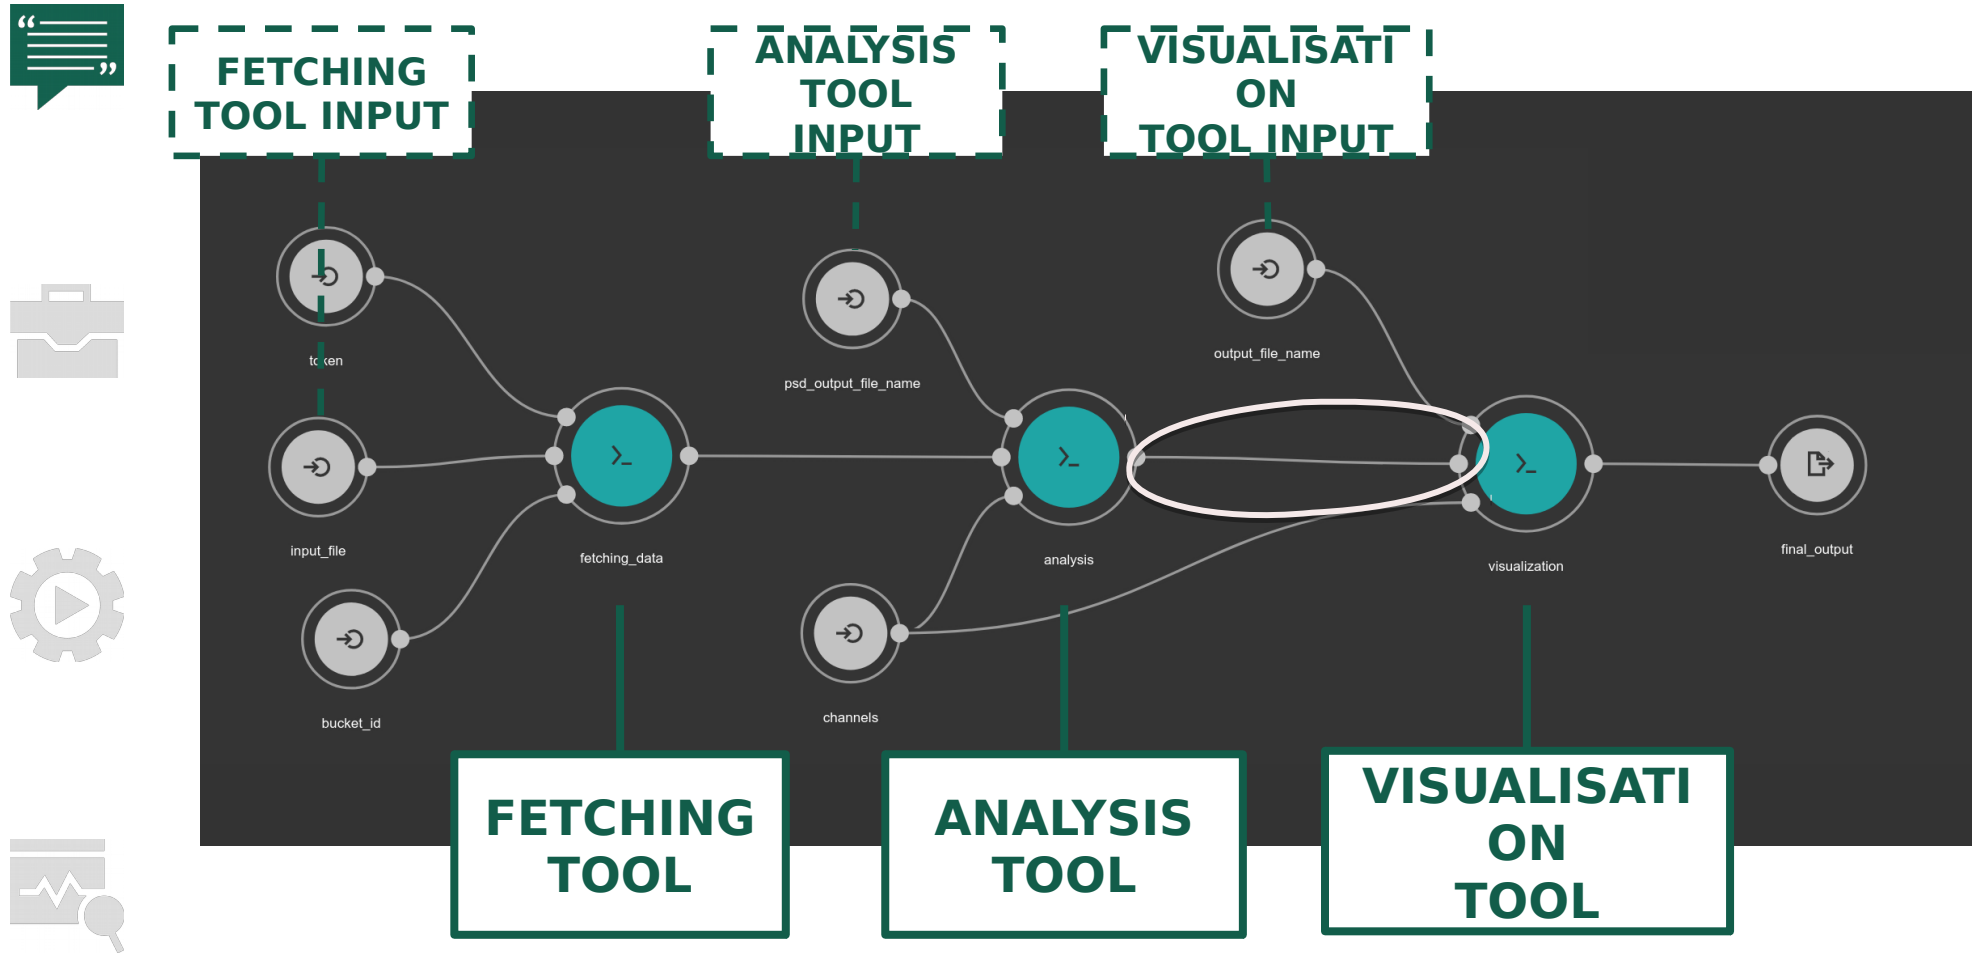 FETCHING
TOOL INPUT
ANALYSIS
TOOL
INPUT
VISUALISATI
ON
TOOL INPUT
token
psd_output_file_name
output_file_name
input_file
fetching_data
analysis
visualization
final_output
bucket_id
channels
FETCHING
TOOL
ANALYSIS
TOOL
VISUALISATI
ON
TOOL